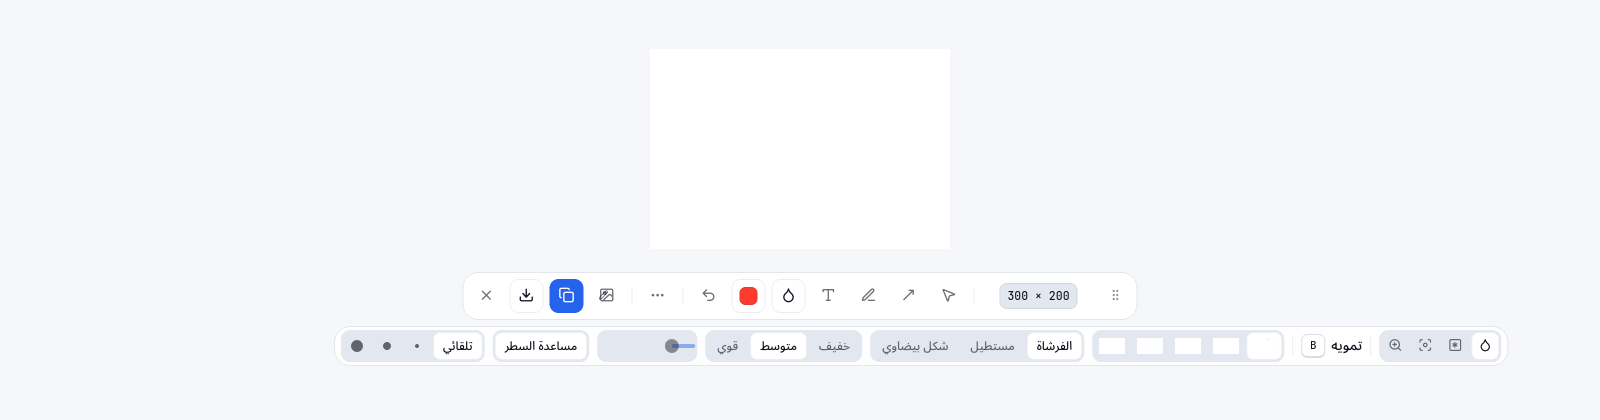 300 × 200
تمويه B
الفرشاة مستطيل شكل بيضاوي
خفيف متوسط قوي
مساعدة السطر
تلقائي